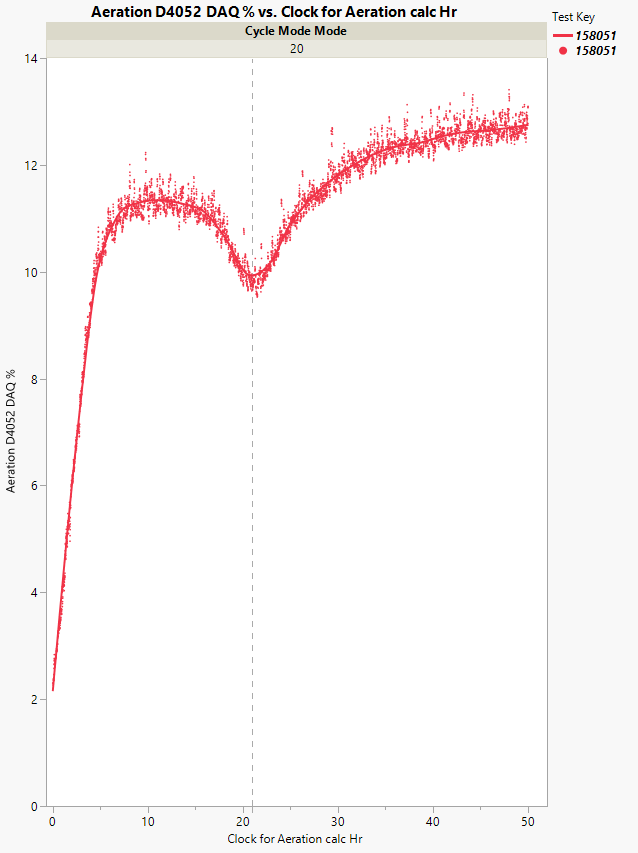 Aeration D4052 DAQ % vs. Clock for Aeration calc Hr
Cycle Mode Mode
20
Test Key
158051
158051
14
12
10
8
6
4
2
0
Aeration D4052 DAQ %
0 10 20 30 40 50
Clock for Aeration calc Hr